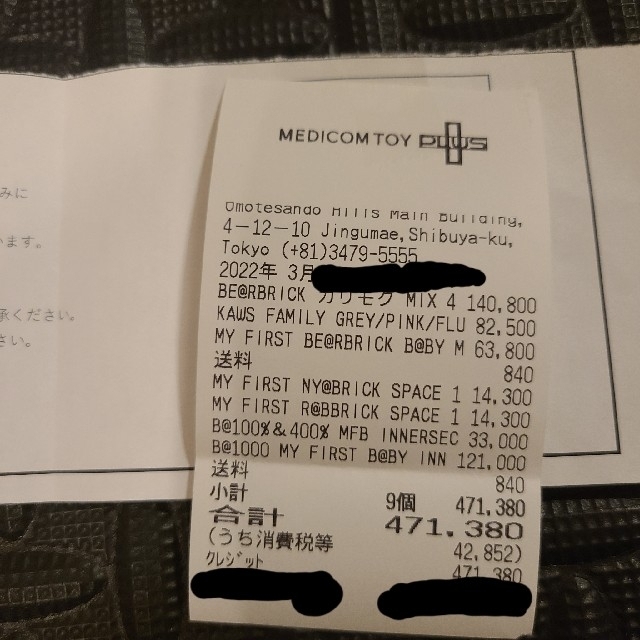 MEDICOM TOY PLUS
Omotesando Hills Main Building,
4-12-10 Jingumae,Shibuya-ku,
Tokyo (+81)3479-5555
2022年 3月
BE@RBRICK カリモク MIX 4 140,800
KAWS FAMILY GREY/PINK/FLU 82,500
MY FIRST BE@RBRICK B@BY M 63,800
送料 840
MY FIRST NY@BRICK SPACE 1 14,300
MY FIRST R@BBRICK SPACE 1 14,300
B@100%&400% MFB INNERSEC 33,000
B@1000 MY FIRST B@BY INN 121,000
送料 840
小計 9個 471,380
合計 471,380
(うち消費税等 42,852)
クレジット 471,380
みに
います。
承ください。
さい。